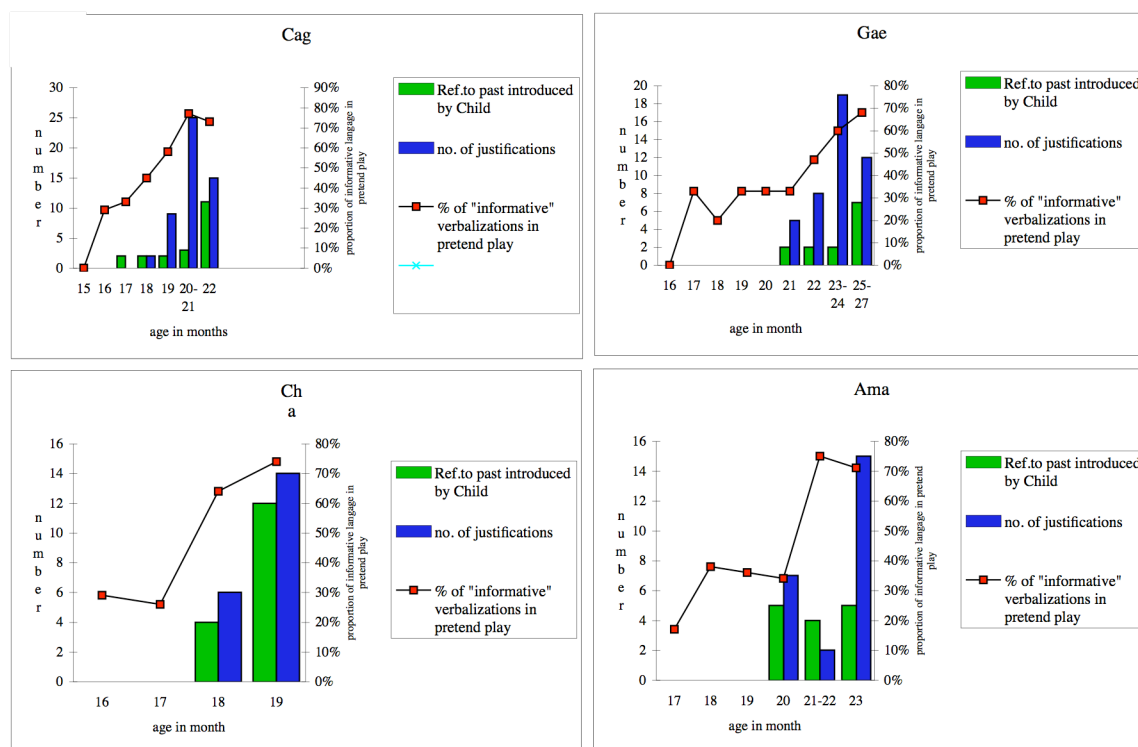 Cag
30
25
20
15
10
5
0
number
90%
80%
70%
60%
50%
40%
30%
20%
10%
0%
proportion of informative langage in
pretend play
15 16 17 18 19 20- 22
21
age in months
Ref.to past introduced
by Child
no. of justifications
% of "informative"
verbalizations in
pretend play
Gae
20
18
16
14
12
10
8
6
4
2
0
number
80%
70%
60%
50%
40%
30%
20%
10%
0%
proportion of informative langage in
pretend play
16 17 18 19 20 21 22 23- 25-
24 27
age in month
Ref.to past introduced
by Child
no. of justifications
% of "informative"
verbalizations in
pretend play
Ch
a
16
14
12
10
8
6
4
2
0
number
80%
70%
60%
50%
40%
30%
20%
10%
0%
proportion of informative langage in
pretend play
16 17 18 19
age in month
Ref.to past introduced
by Child
no. of justifications
% of "informative"
verbalizations in
pretend play
Ama
16
14
12
10
8
6
4
2
0
number
80%
70%
60%
50%
40%
30%
20%
10%
0%
proportion of informative langage in pretend
play
17 18 19 20 21-22 23
age in month
Ref.to past introduced
by Child
no. of justifications
% of "informative"
verbalizations in
pretend play